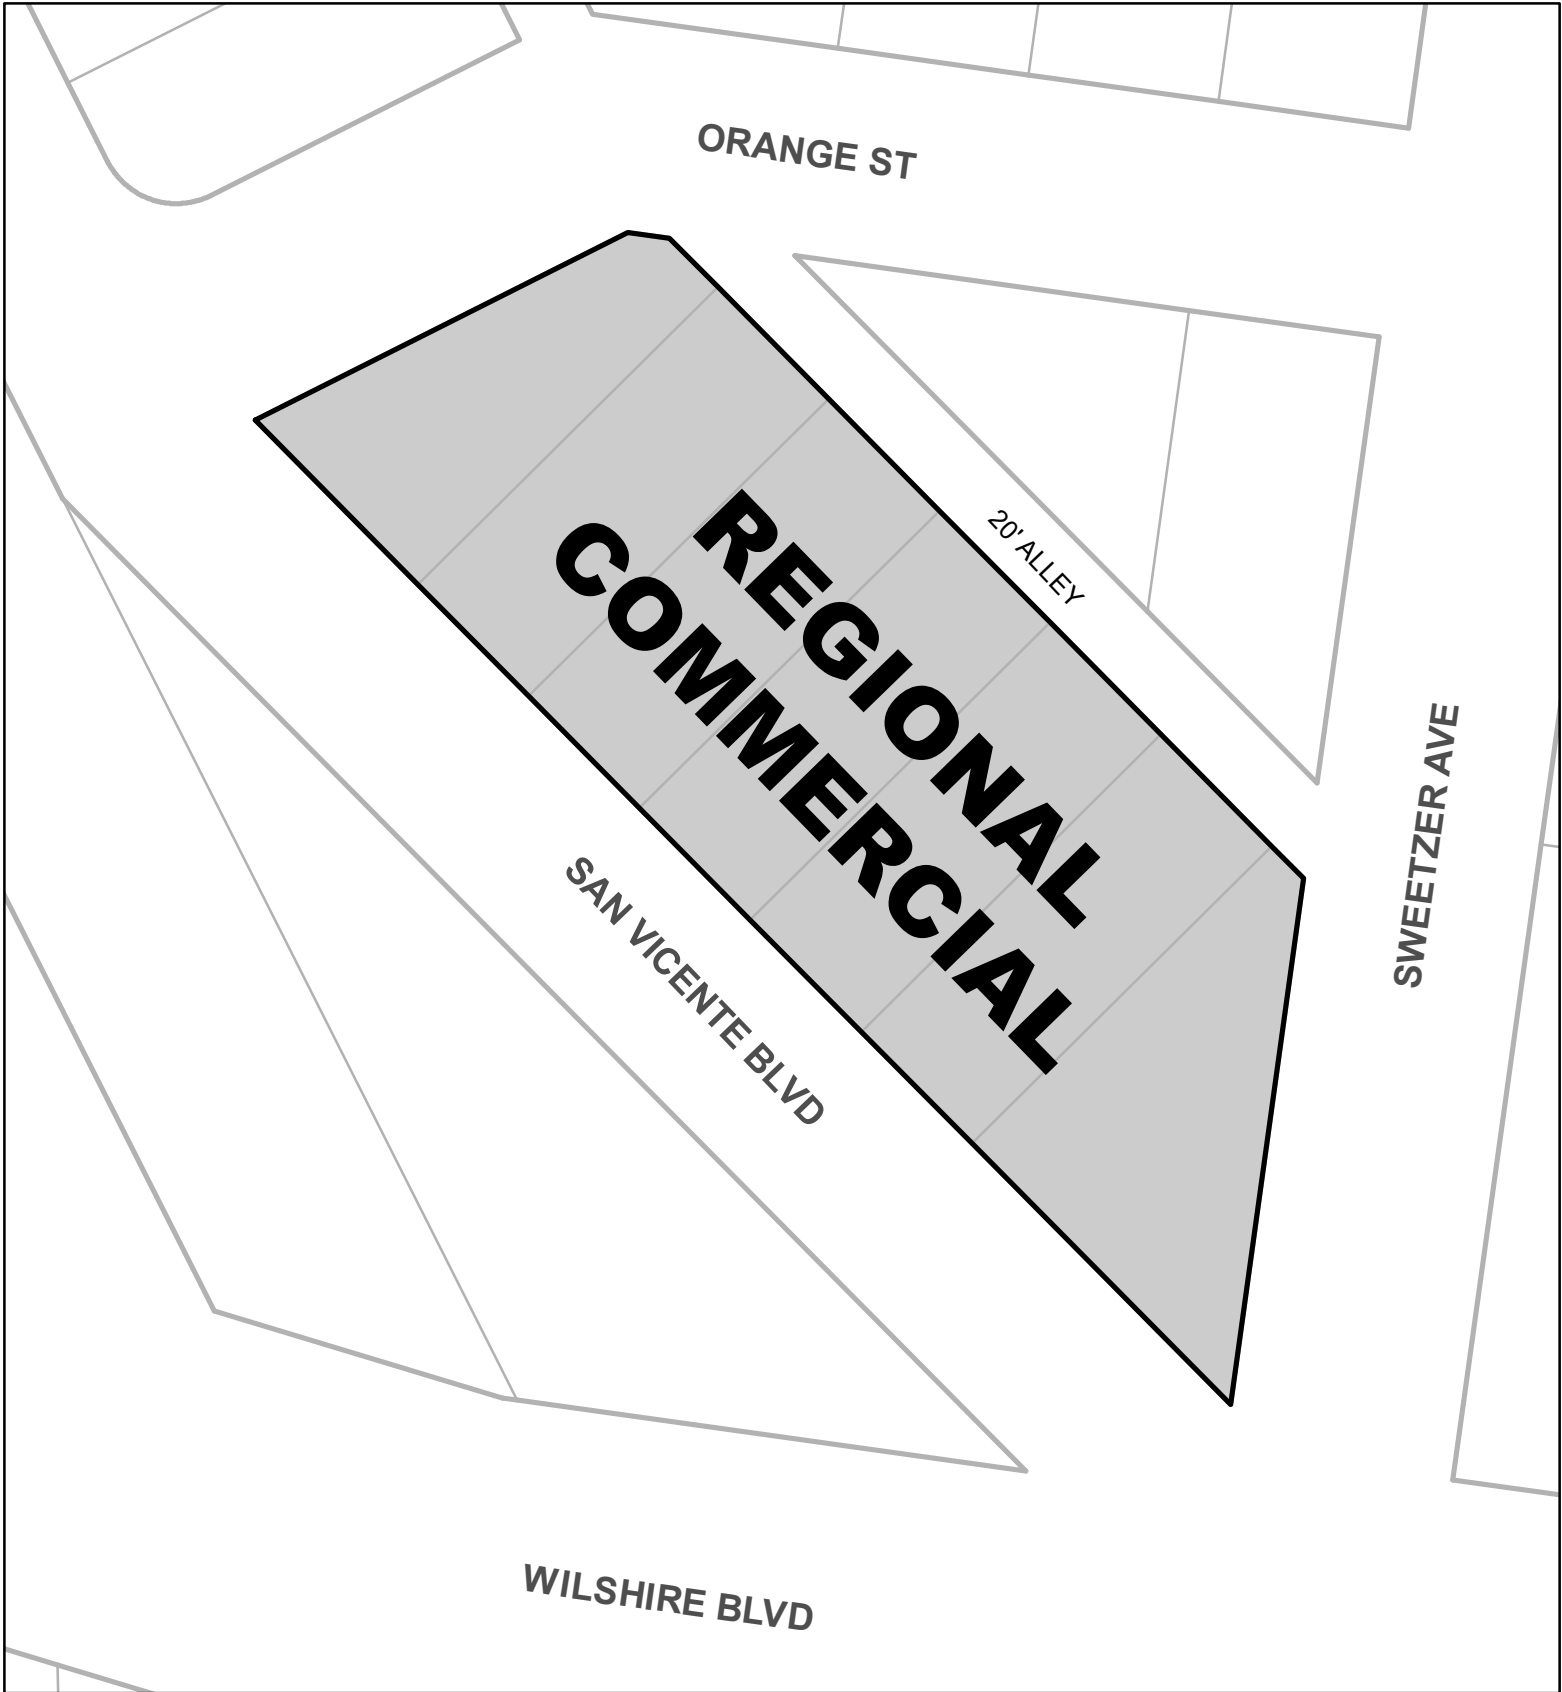 ORANGE ST
20' ALLEY
REGIONAL
COMMERCIAL
SWEETZER AVE
SAN VICENTE BLVD
WILSHIRE BLVD